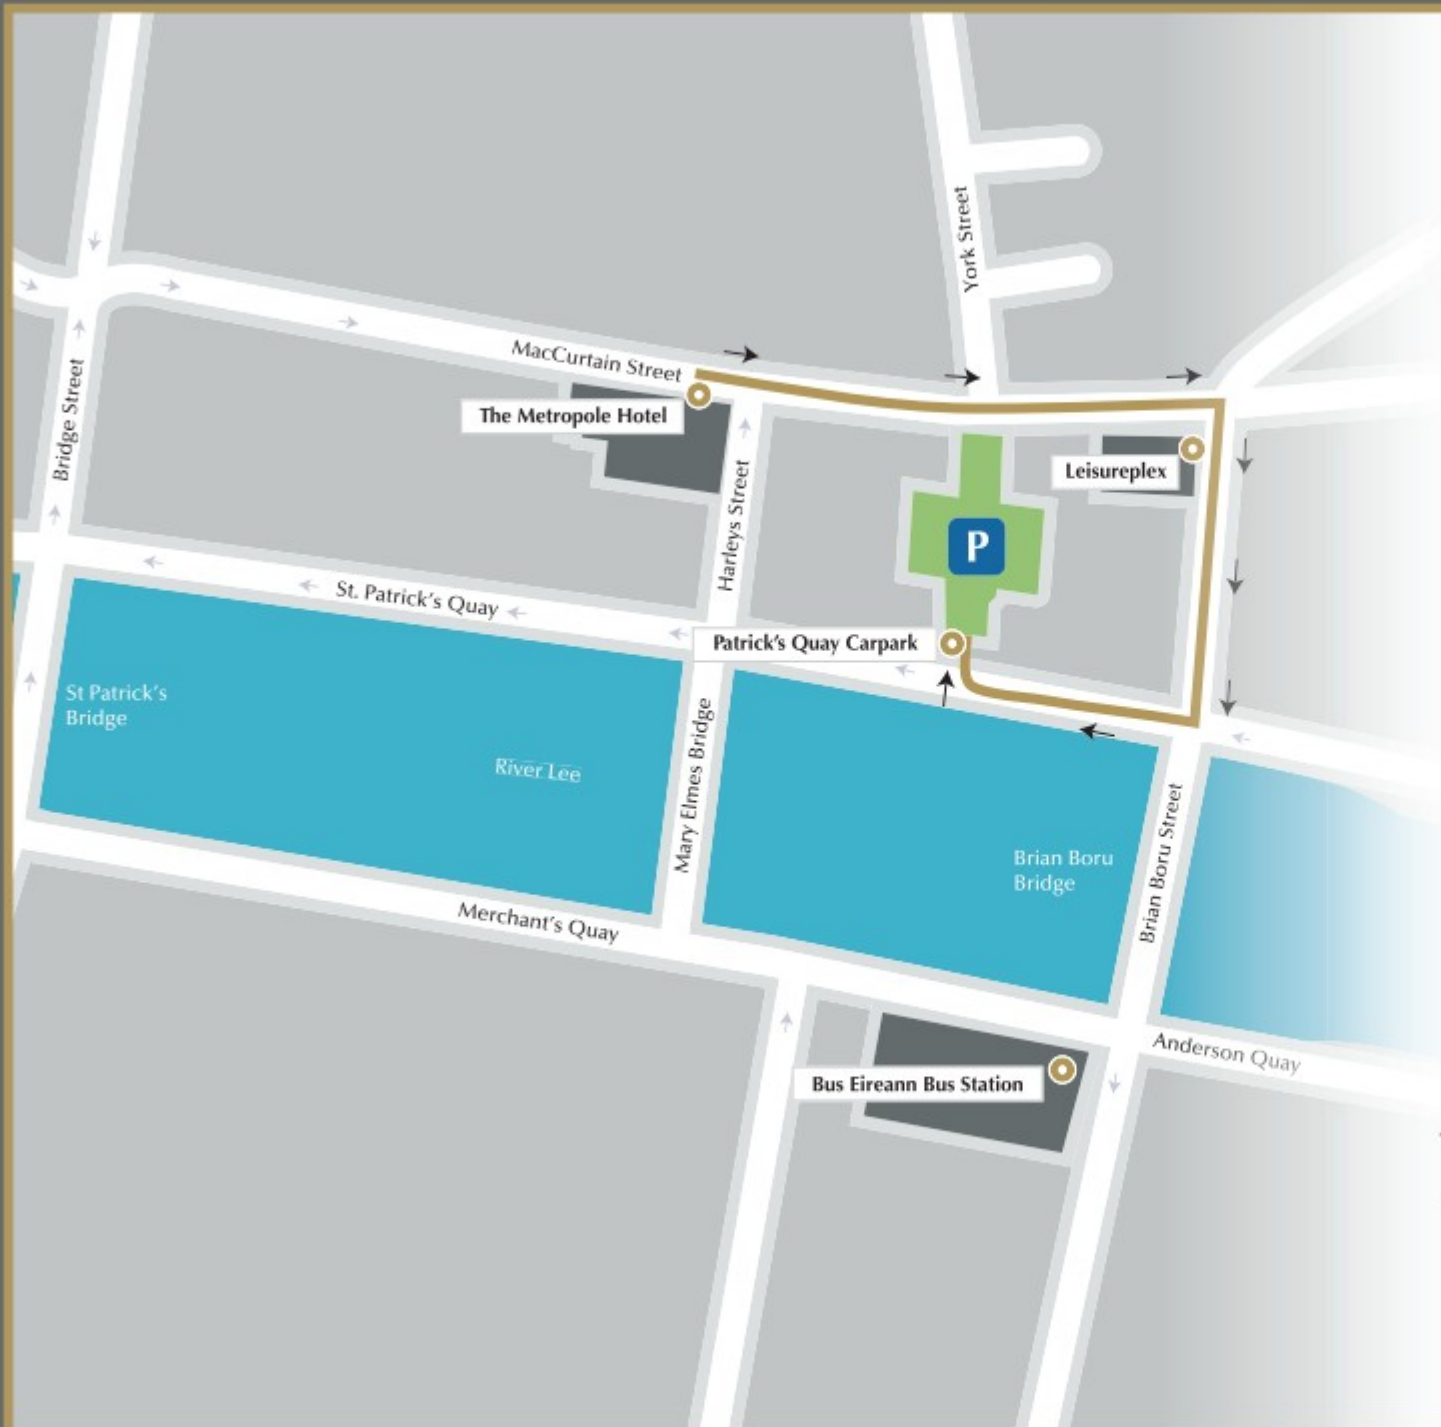 York Street
MacCurtain Street
The Metropole Hotel
Bridge Street
Leisureplex
Harleys Street
P
St. Patrick's Quay
Patrick's Quay Carpark
St Patrick's
Bridge
River Lee
Mary Elmes Bridge
Brian Boru
Bridge
Brian Boru Street
Merchant's Quay
Anderson Quay
Bus Eireann Bus Station